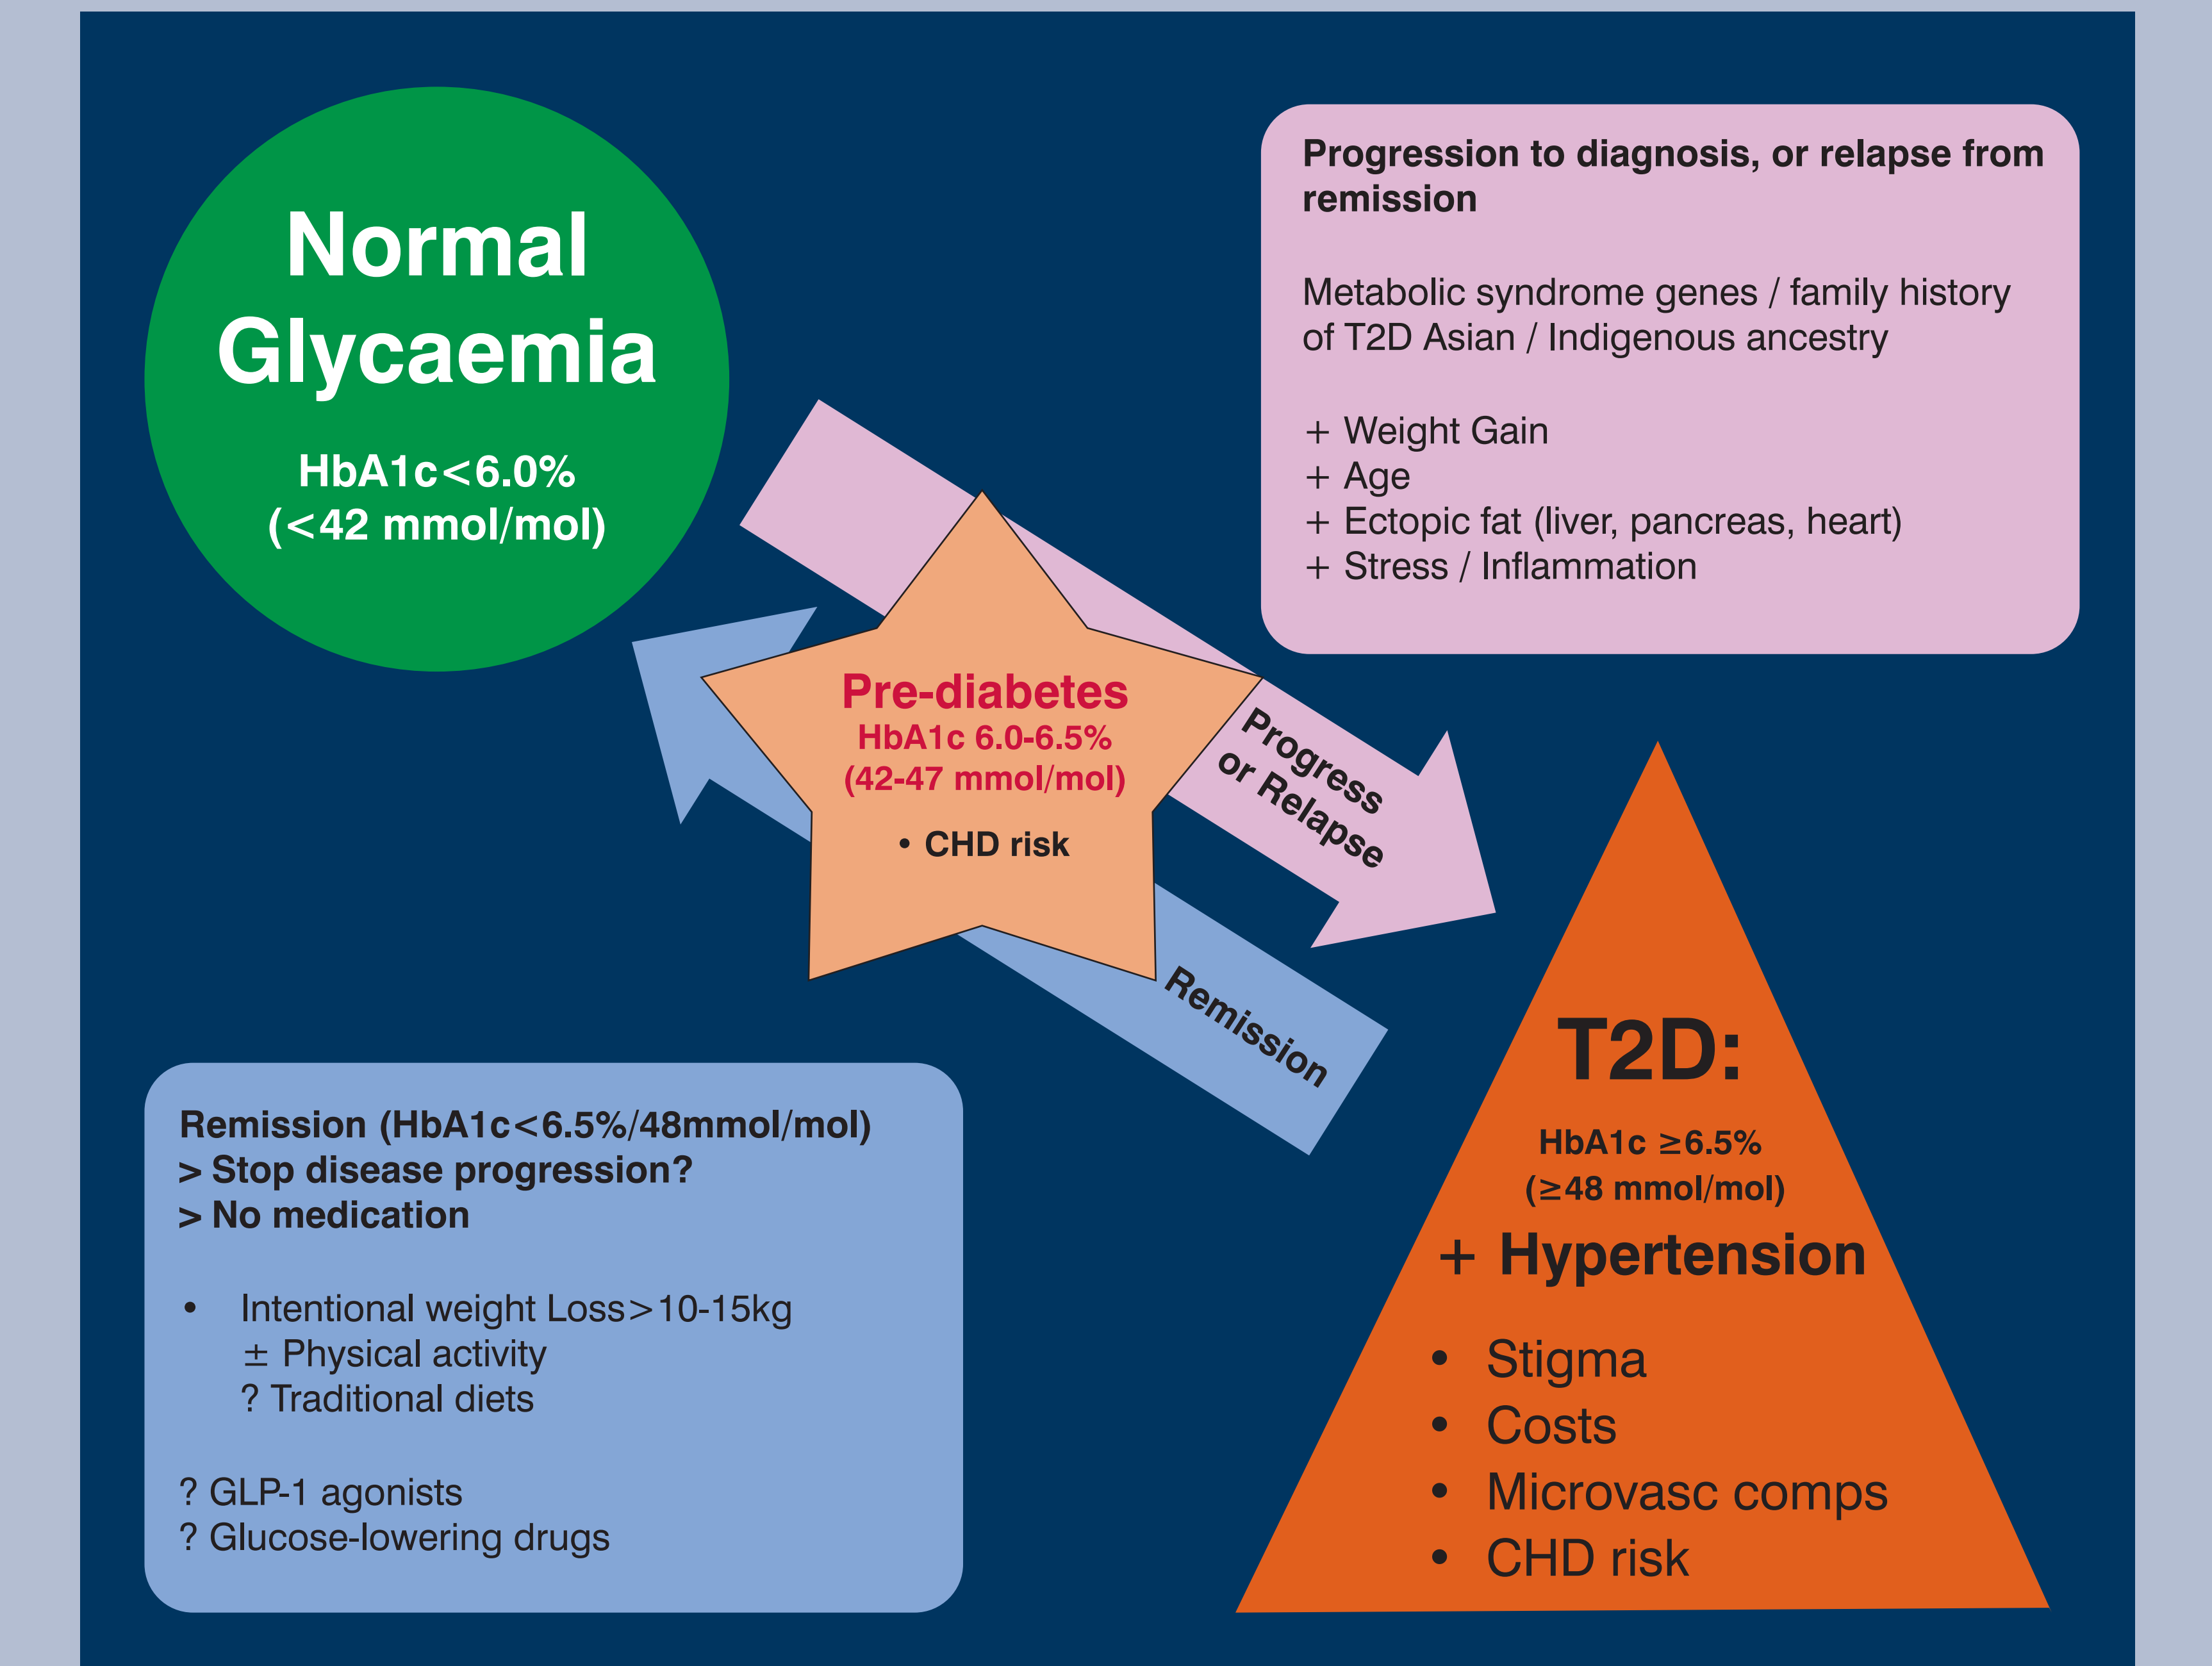 Normal
Glycaemia
HbA1c<6.0%
(<42 mmol/mol)
Progression to diagnosis, or relapse from
remission
Metabolic syndrome genes / family history
of T2D Asian / Indigenous ancestry
+ Weight Gain
+ Age
+ Ectopic fat (liver, pancreas, heart)
+ Stress / Inflammation
Pre-diabetes
HbA1c 6.0-6.5%
(42-47 mmol/mol)
• CHD risk
Progress
or Relapse
Remission
Remission (HbA1c<6.5%/48mmol/mol)
> Stop disease progression?
> No medication
• Intentional weight Loss>10-15kg
± Physical activity
? Traditional diets
? GLP-1 agonists
? Glucose-lowering drugs
T2D:
HbA1c ≥6.5%
(≥48 mmol/mol)
+ Hypertension
• Stigma
• Costs
• Microvasc comps
• CHD risk